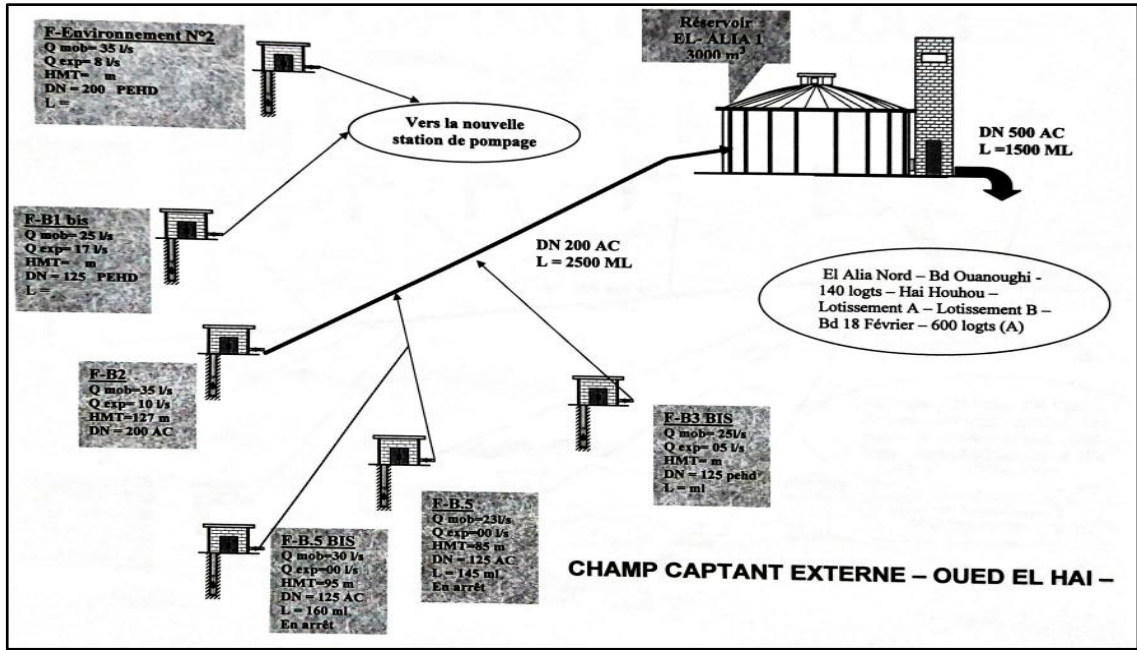 F-Environnement N°2
Q mob= 35 l/s
Q exp= 8 l/s
HMT= m
DN = 200 PEHD
L =
Réservoir
EL- ALIA 1
3000 m³
Vers la nouvelle
station de pompage
DN 500 AC
L =1500 ML
F-B1 bis
Q mob= 25 l/s
Q exp= 17 l/s
HMT= m
DN = 125 PEHD
L =
DN 200 AC
L = 2500 ML
El Alia Nord – Bd Ouanoughi -
140 logts – Hai Houhou –
Lotissement A – Lotissement B –
Bd 18 Février – 600 logts (A)
F-B2
Q mob=35 l/s
Q exp= 10 l/s
HMT=127 m
DN = 200 AC
F-B3 BIS
Q mob= 25l/s
Q exp= 05 l/s
HMT= m
DN = 125 pehd
L = ml
F-B.5
Q mob=23l/s
Q exp=00 l/s
HMT=85 m
DN = 125 AC
L = 145 ml
En arrêt
F-B.5 BIS
Q mob=30 l/s
Q exp=00 l/s
HMT=95 m
DN = 125 AC
L = 160 ml
En arrêt
CHAMP CAPTANT EXTERNE – OUED EL HAI –